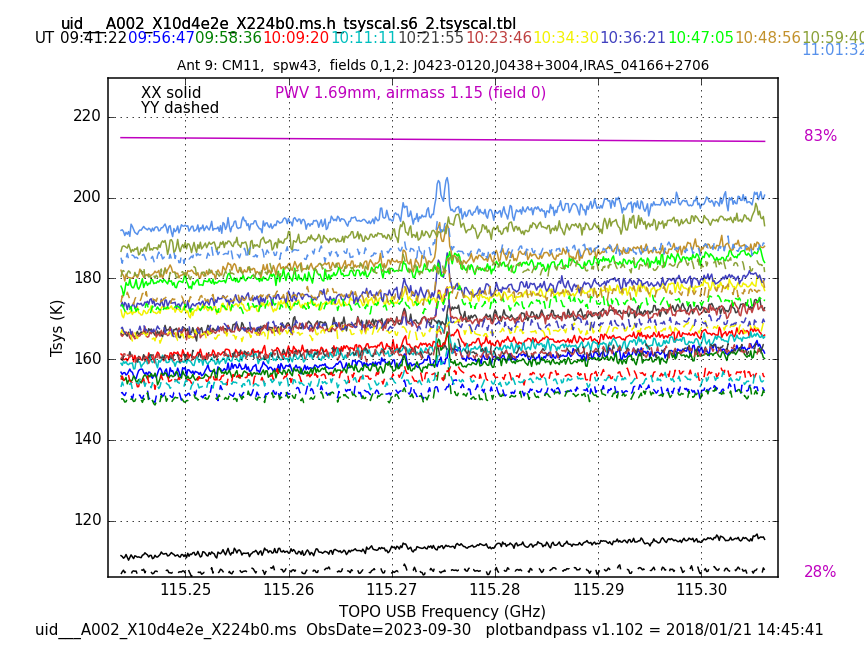 uid___A002_X10d4e2e_X224b0.ms.h_tsyscal.s6_2.tsyscal.tbl
UT 09:41:22 09:56:47 09:58:36 10:09:20 10:11:11 10:21:55 10:23:46 10:34:30 10:36:21 10:47:05 10:48:56 10:59:40
11:01:32
Ant 9: CM11, spw43, fields 0,1,2: J0423-0120,J0438+3004,IRAS_04166+2706
XX solid PWV 1.69mm, airmass 1.15 (field 0)
YY dashed
220
83%
200
180
Tsys (K)
160
140
120
28%
115.25 115.26 115.27 115.28 115.29 115.30
TOPO USB Frequency (GHz)
uid___A002_X10d4e2e_X224b0.ms ObsDate=2023-09-30 plotbandpass v1.102 = 2018/01/21 14:45:41